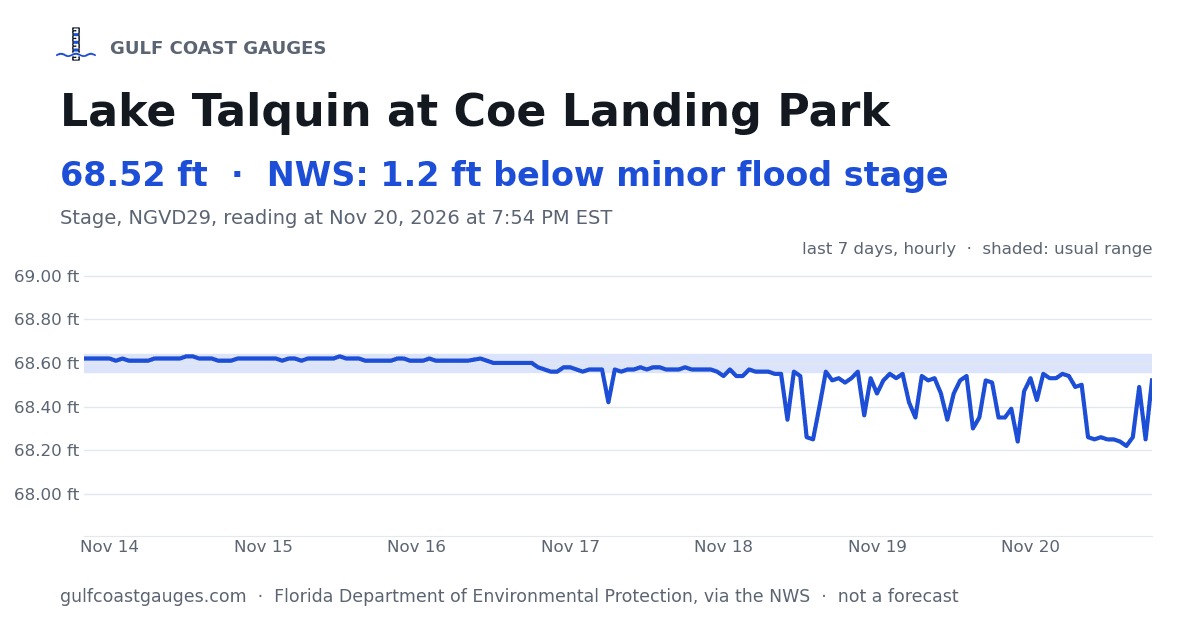 GULF COAST GAUGES
Lake Talquin at Coe Landing Park
68.52 ft · NWS: 1.2 ft below minor flood stage
Stage, NGVD29, reading at Nov 20, 2026 at 7:54 PM EST
last 7 days, hourly · shaded: usual range
69.00 ft
68.80 ft
68.60 ft
68.40 ft
68.20 ft
68.00 ft
Nov 14 Nov 15 Nov 16 Nov 17 Nov 18 Nov 19 Nov 20
gulfcoastgauges.com · Florida Department of Environmental Protection, via the NWS · not a forecast